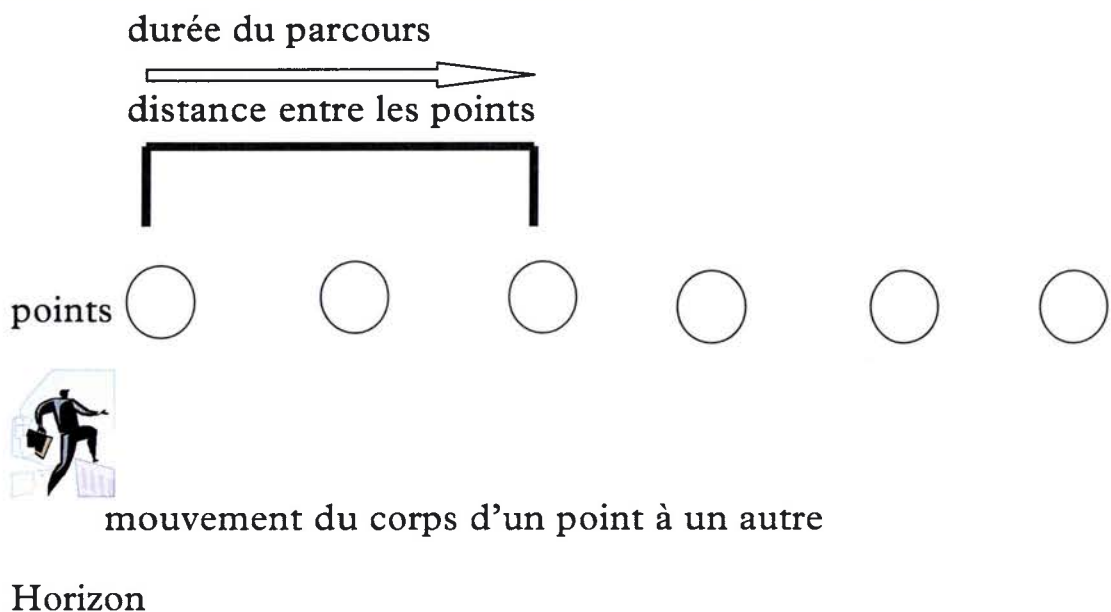 durée du parcours
distance entre les points
points
mouvement du corps d'un point à un autre
Horizon